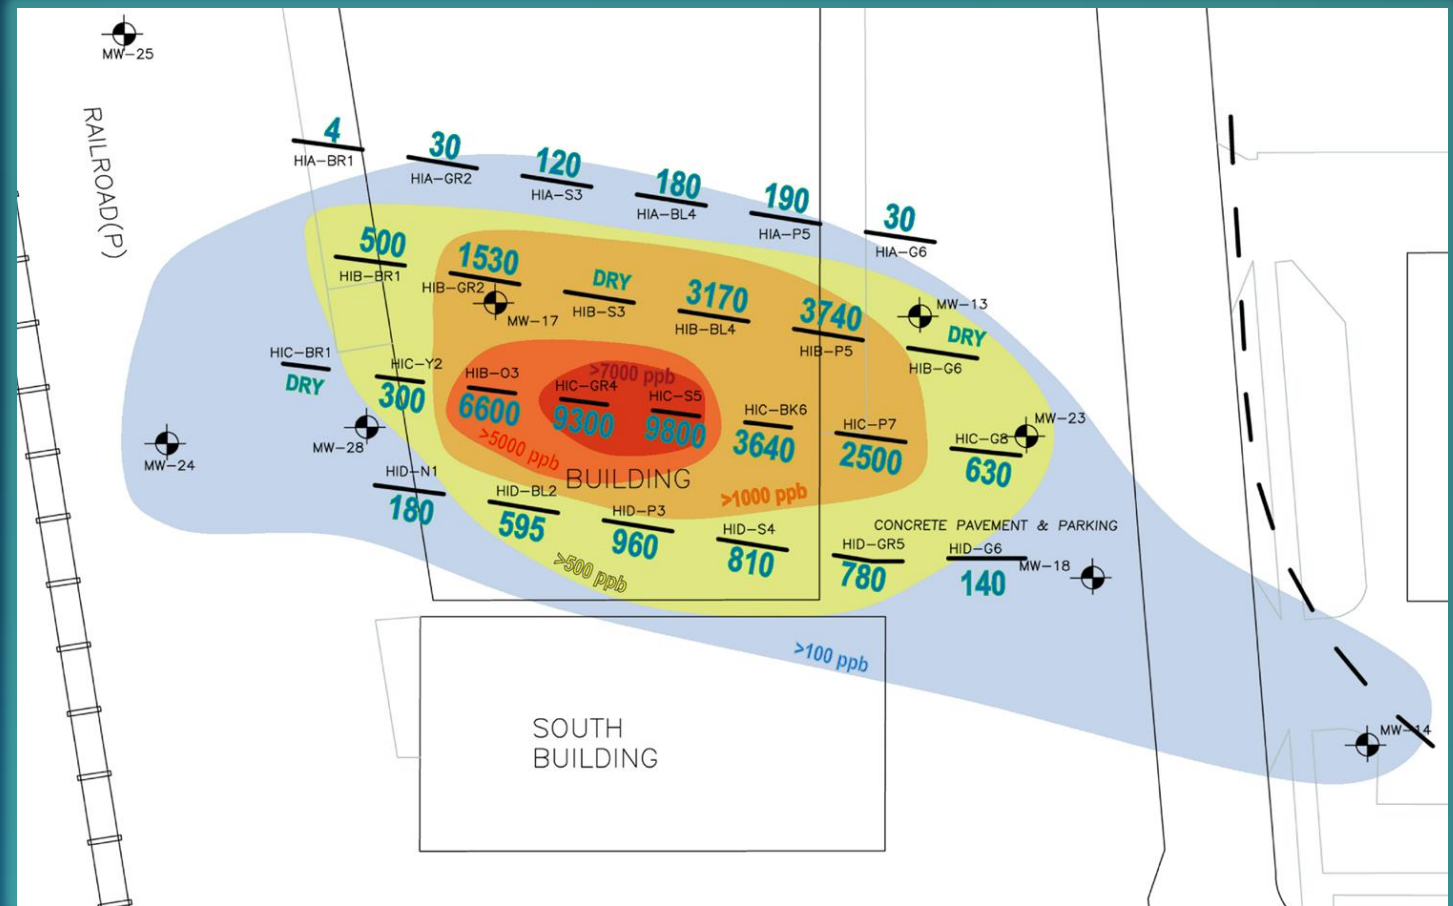 MW-25
RAILROAD(P)
4
HIA-BR1
30
HIA-GR2
120
HIA-S3
180
HIA-BL4
190
HIA-P5
30
HIA-G6
500
HIB-BR1
1530
HIB-GR2
MW-17
DRY
HIB-S3
3170
HIB-BL4
3740
HIB-P5
MW-13
DRY
HIB-G6
HIC-BR1
DRY
HIC-Y2
300
HIB-O3
6600
>7000 ppb
HIC-GR4
9300
HIC-S5
9800
HIC-BK6
3640
HIC-P7
2500
MW-23
HIC-G8
630
MW-24
MW-28
>5000 ppb
BUILDING
>1000 ppb
HID-N1
180
HID-BL2
595
HID-P3
960
HID-S4
810
CONCRETE PAVEMENT & PARKING
HID-GR5
780
HID-G6
140
MW-18
>500 ppb
>100 ppb
SOUTH
BUILDING
MW-14